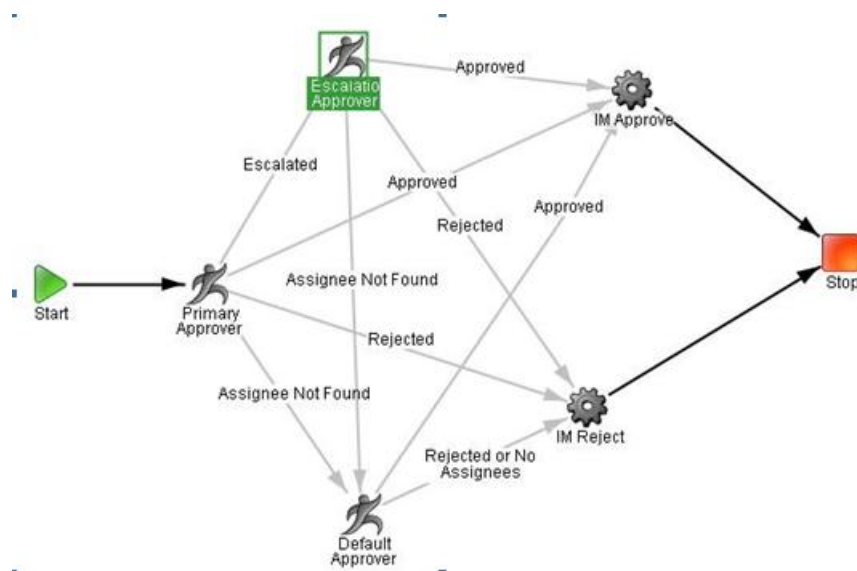 Escalatio
Approver
Approved
IM Approve
Escalated
Approved
Approved
Rejected
Assignee Not Found
Start
Primary
Approver
Stop
Rejected
Assignee Not Found
IM Reject
Rejected or No
Assignees
Default
Approver